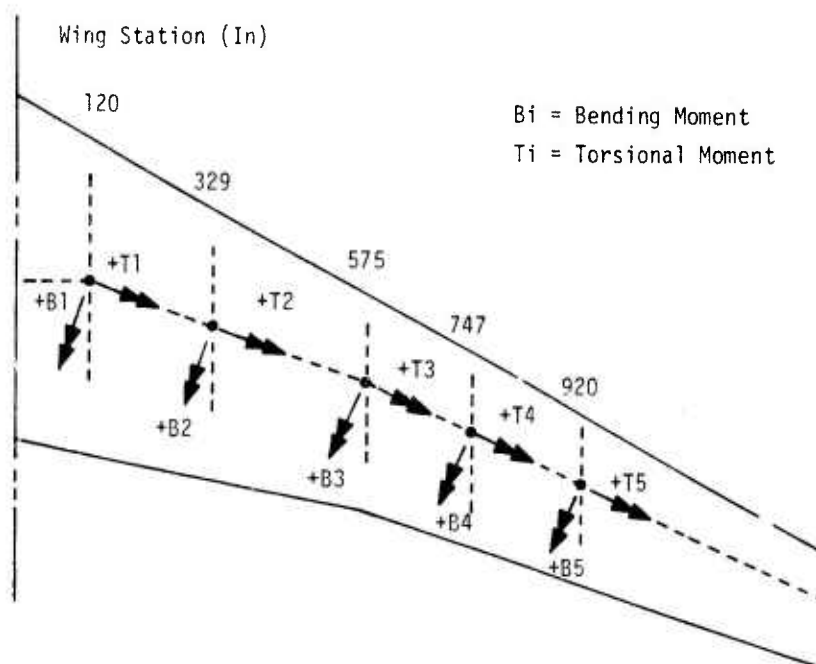 Wing Station (In)
120
Bi = Bending Moment
Ti = Torsional Moment
329
575
+T1
+B1
+T2
747
+T3
920
+B2
+T4
+B3
+T5
+B4
+B5